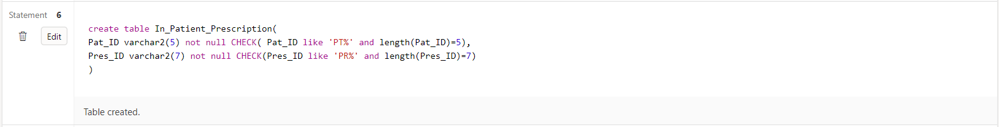 Statement 6
Edit
create table In_Patient_Prescription(
Pat_ID varchar2(5) not null CHECK( Pat_ID like 'PT%' and length(Pat_ID)=5),
Pres_ID varchar2(7) not null CHECK(Pres_ID like 'PR%' and length(Pres_ID)=7)
)
Table created.